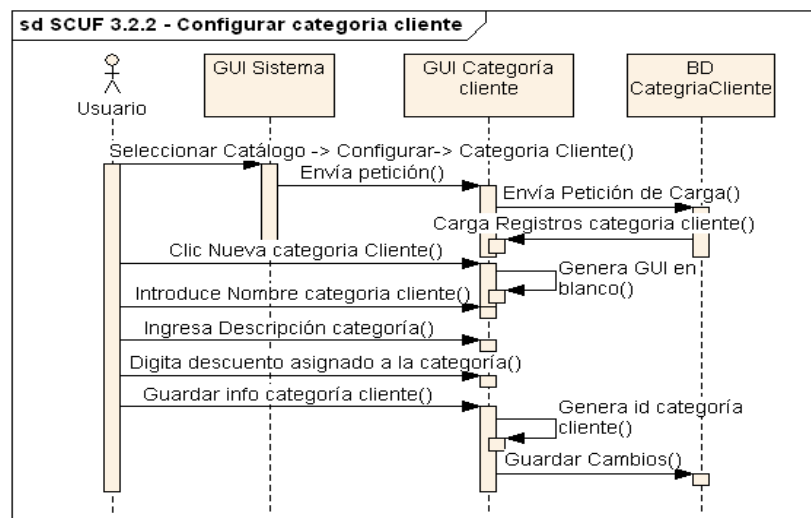 sd SCUF 3.2.2 - Configurar categoria cliente
Usuario
GUI Sistema
GUI Categoría
cliente
BD
CategriaCliente
Seleccionar Catálogo -> Configurar-> Categoria Cliente()
Envía petición()
Envía Petición de Carga()
Carga Registros categoria cliente()
Clic Nueva categoria Cliente()
Genera GUI en
blanco()
Introduce Nombre categoria cliente()
Ingresa Descripción categoría()
Digita descuento asignado a la categoría()
Guardar info categoría cliente()
Genera id categoría
cliente()
Guardar Cambios()